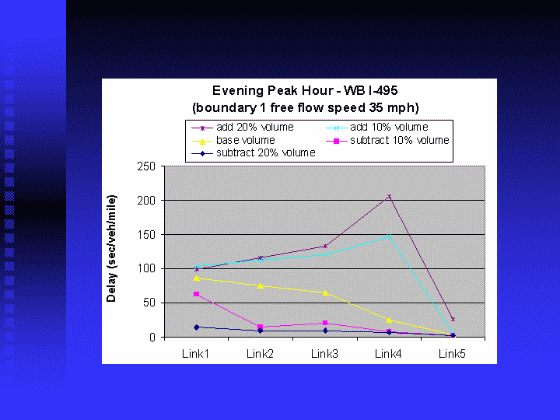 Evening Peak Hour - WB I-495
(boundary 1 free flow speed 35 mph)
add 20% volume
add 10% volume
base volume
subtract 10% volume
subtract 20% volume
Delay (sec/veh/mile)
250
200
150
100
50
0
Link1 Link2 Link3 Link4 Link5